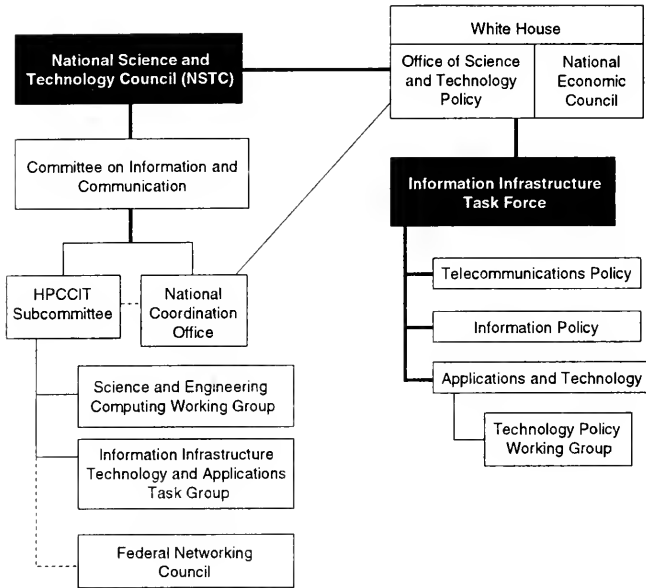 National Science and
Technology Council (NSTC)
White House
Office of Science
and Technology
Policy
National
Economic
Council
Committee on Information and
Communication
Information Infrastructure
Task Force
HPCCIT
Subcommittee
National
Coordination
Office
Telecommunications Policy
Information Policy
Applications and Technology
Technology Policy
Working Group
Science and Engineering
Computing Working Group
Information Infrastructure
Technology and Applications
Task Group
Federal Networking
Council